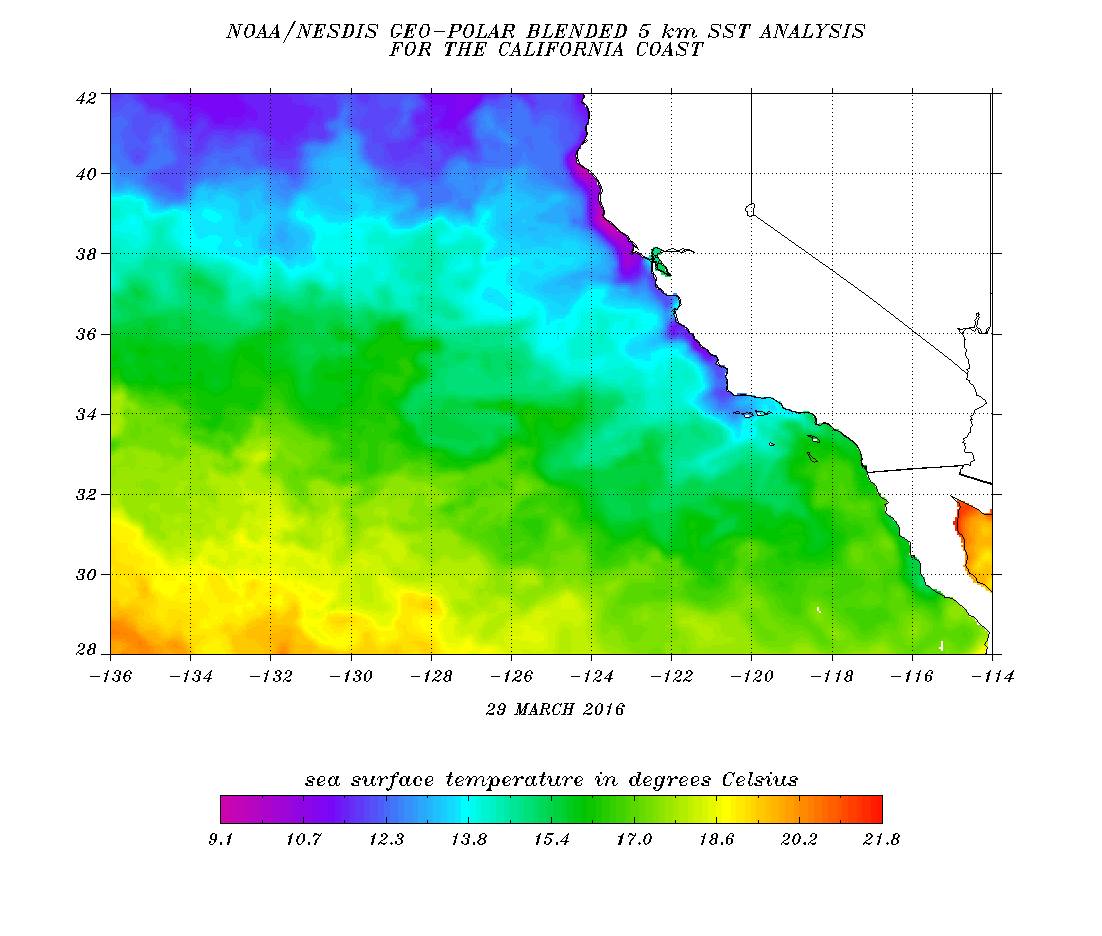 NOAA/NESDIS GEO-POLAR BLENDED 5 km SST ANALYSIS
FOR THE CALIFORNIA COAST
42
40
38
36
34
32
30
28
-136 -134 -132 -130 -128 -126 -124 -122 -120 -118 -116 -114
29 MARCH 2016
sea surface temperature in degrees Celsius
9.1 10.7 12.3 13.8 15.4 17.0 18.6 20.2 21.8